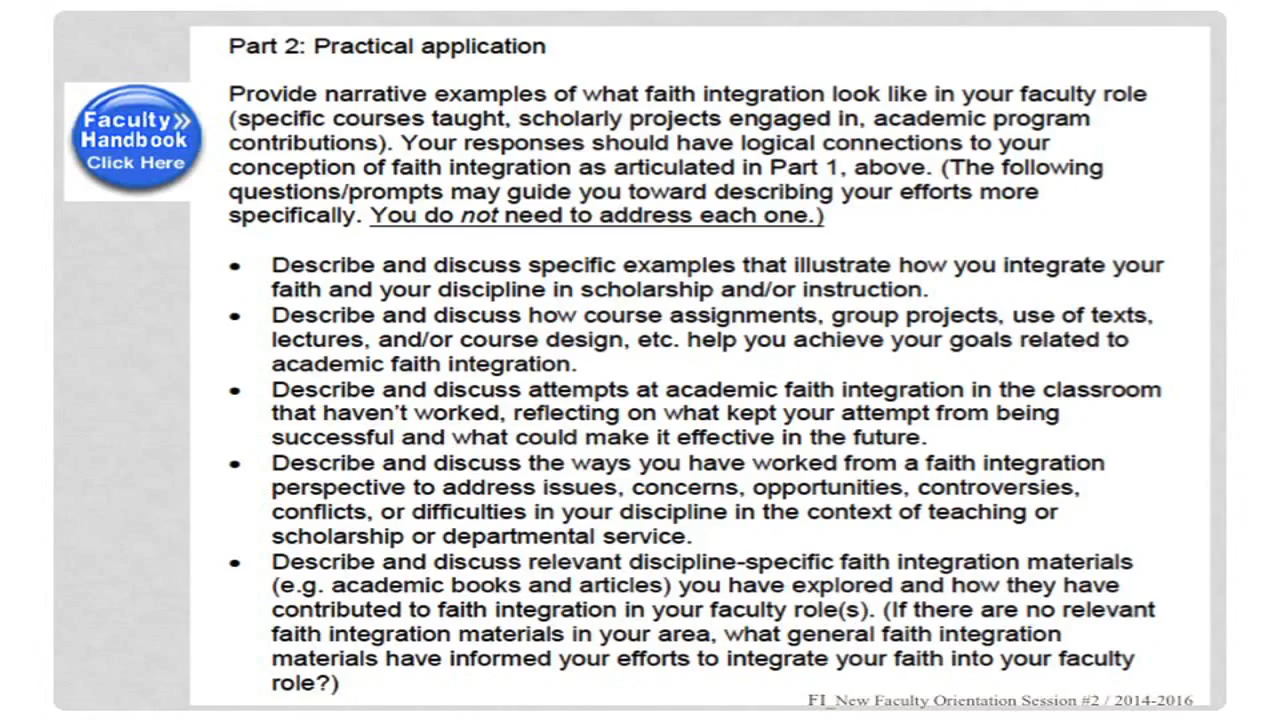 Part 2: Practical application
Faculty»
Handbook
Click Here
Provide narrative examples of what faith integration look like in your faculty role
(specific courses taught, scholarly projects engaged in, academic program
contributions). Your responses should have logical connections to your
conception of faith integration as articulated in Part 1, above. (The following
questions/prompts may guide you toward describing your efforts more
specifically. You do not need to address each one.)
• Describe and discuss specific examples that illustrate how you integrate your
faith and your discipline in scholarship and/or instruction.
• Describe and discuss how course assignments, group projects, use of texts,
lectures, and/or course design, etc. help you achieve your goals related to
academic faith integration.
• Describe and discuss attempts at academic faith integration in the classroom
that haven't worked, reflecting on what kept your attempt from being
successful and what could make it effective in the future.
• Describe and discuss the ways you have worked from a faith integration
perspective to address issues, concerns, opportunities, controversies,
conflicts, or difficulties in your discipline in the context of teaching or
scholarship or departmental service.
• Describe and discuss relevant discipline-specific faith integration materials
(e.g. academic books and articles) you have explored and how they have
contributed to faith integration in your faculty role(s). (If there are no relevant
faith integration materials in your area, what general faith integration
materials have informed your efforts to integrate your faith into your faculty
role?)
FI_New Faculty Orientation Session #2 / 2014-2016